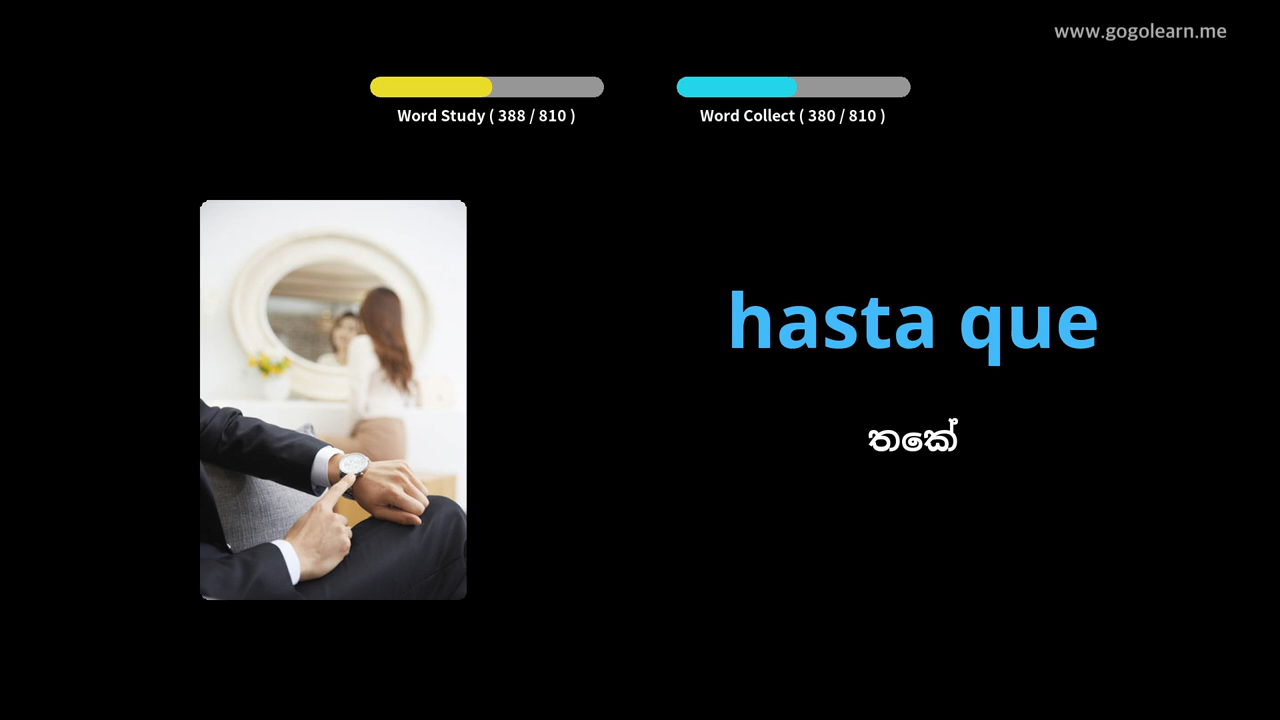 www.gogolearn.me
Word Study ( 388 / 810 )
Word Collect ( 380 / 810 )
hasta que
තකේ